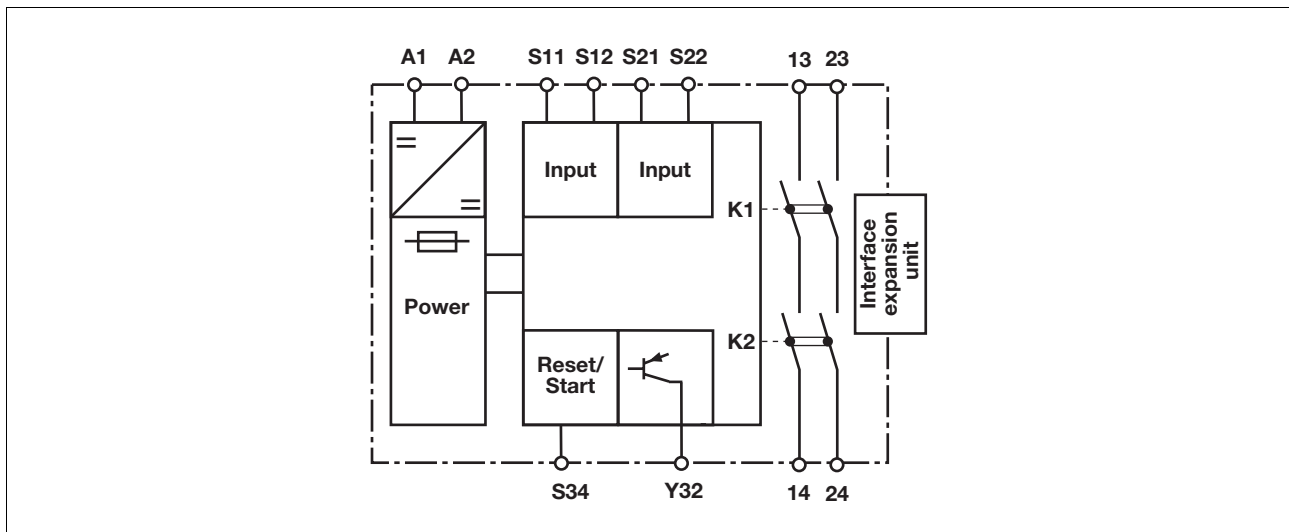 A1 A2 S11 S12 S21 S22 13 23
Input Input
K1
Interface
expansion
unit
Power
K2
Reset/
Start
S34 Y32 14 24